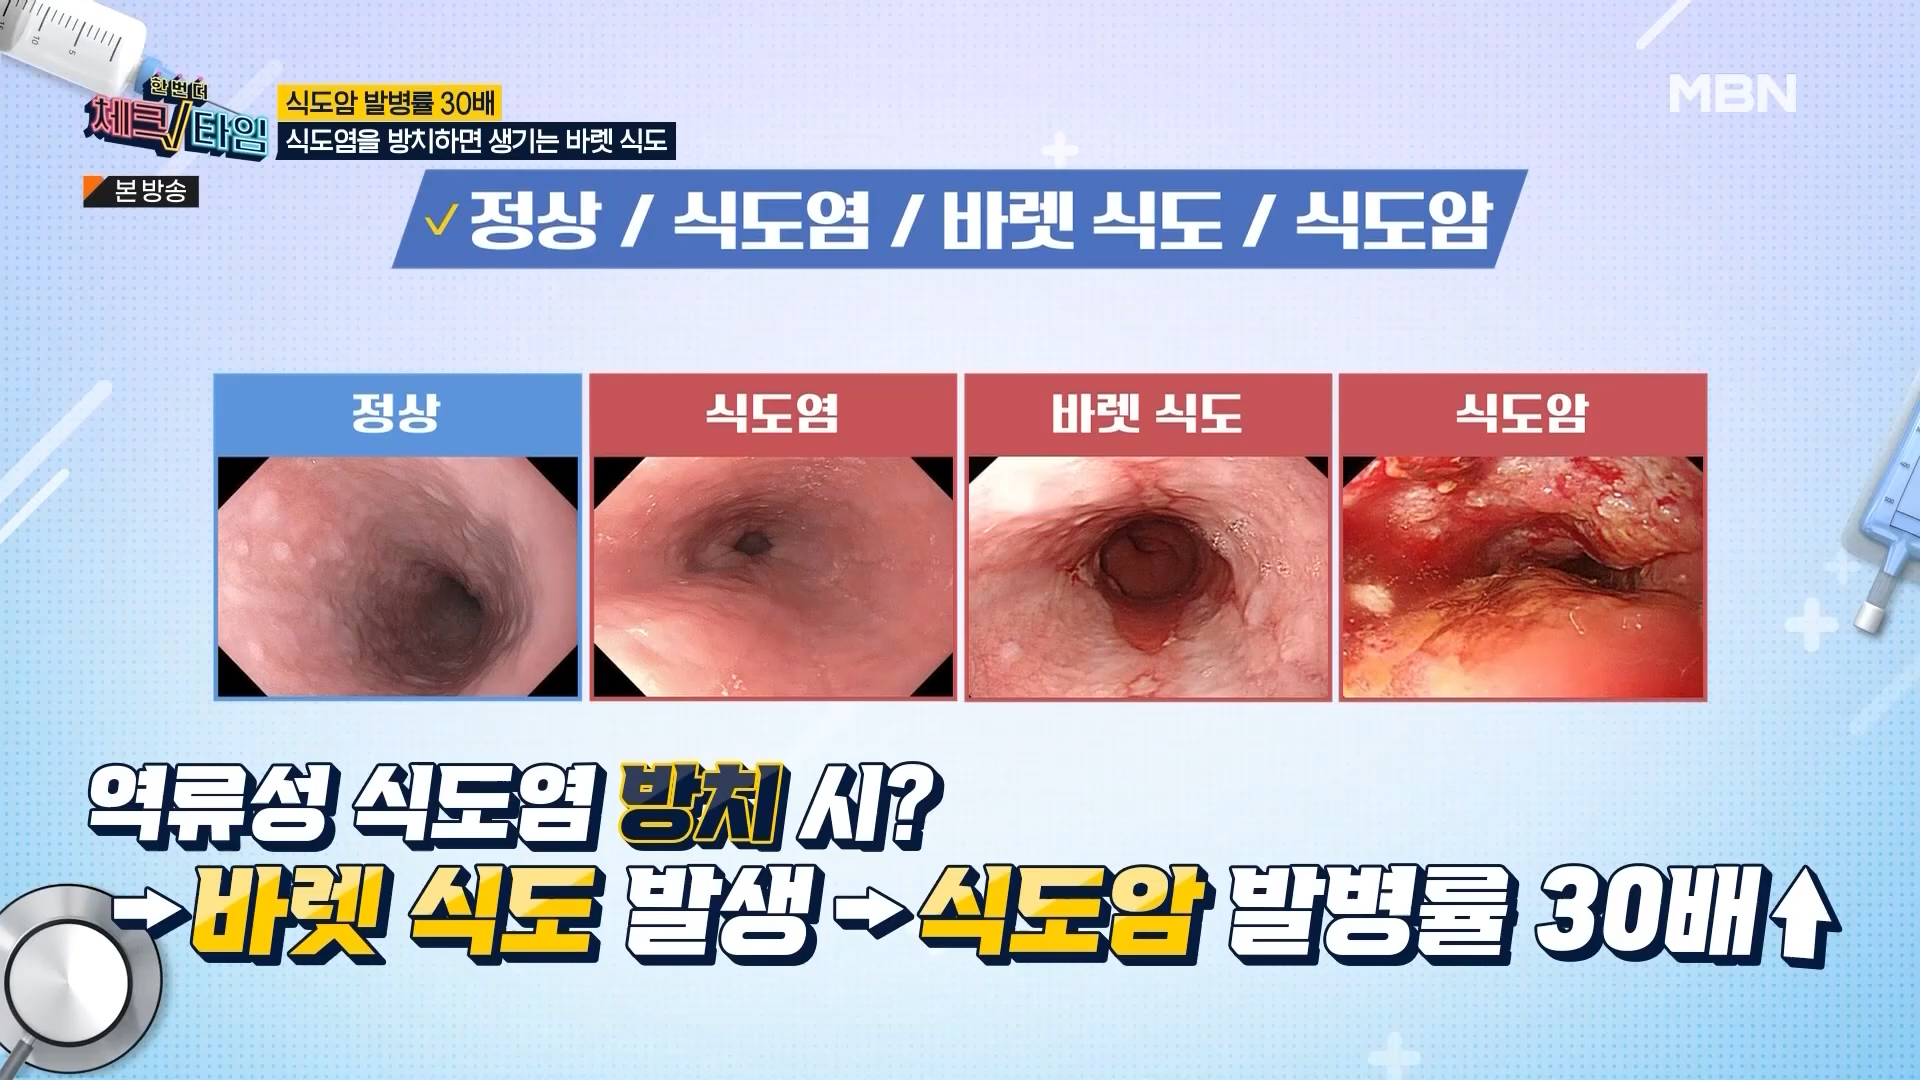 한 번 더
체크타임
식도암 발병률 30배
식도염을 방치하면 생기는 바렛 식도
본 방송
MBN
정상 / 식도염 / 바렛 식도 / 식도암
정상
식도염
바렛 식도
식도암
역류성 식도염 방치 시?
→바렛 식도 발생→식도암 발병률 30배↑